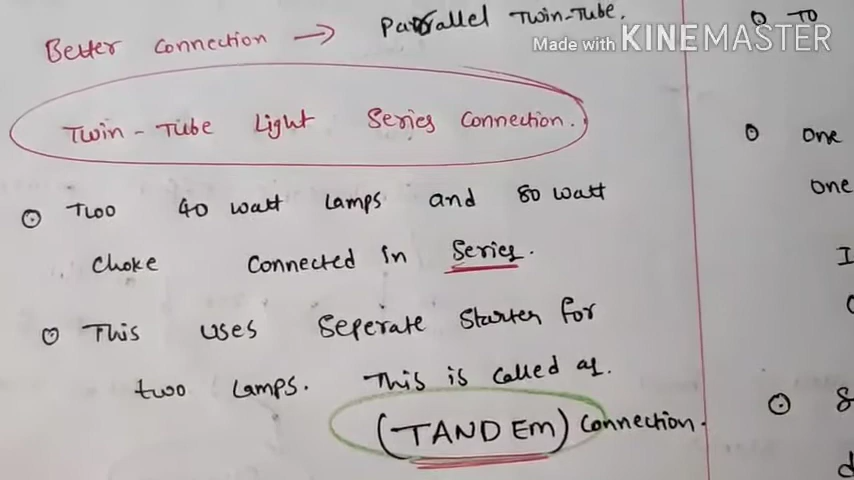 Better Connection → Parallel Twin-Tube.
Made with KINEMASTER
Twin-Tube Light Series Connection.
Two 40 watt Lamps and 80 watt
choke Connected in Series.
This uses Seperate Starter for
two Lamps. This is called as.
(TANDEm) Connection.
To
One
one
I